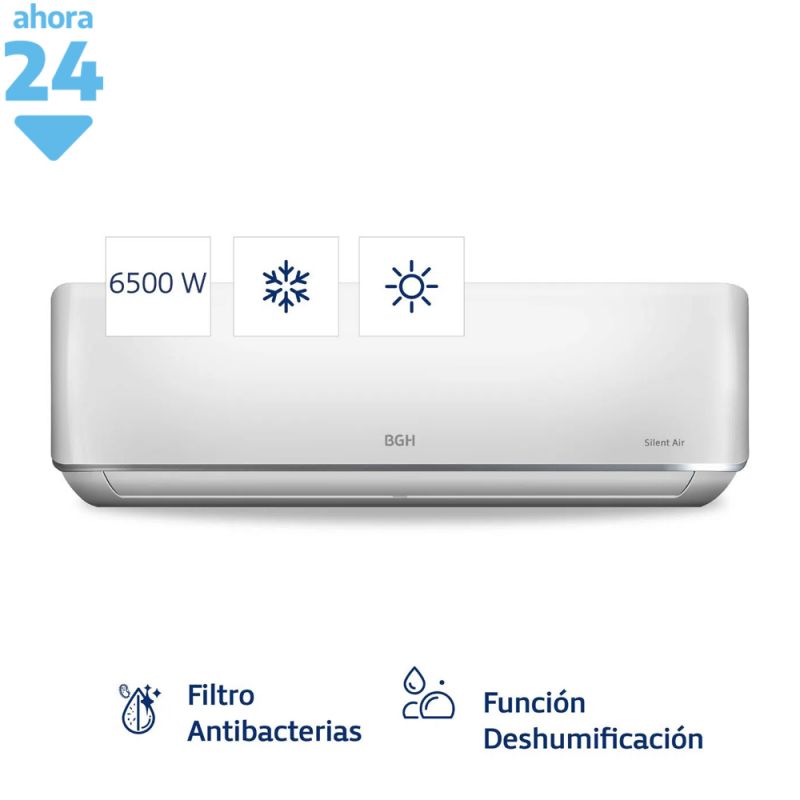 ahora
24
6500 W
BGH
Silent Air
Filtro
Antibacterias
Función
Deshumificación